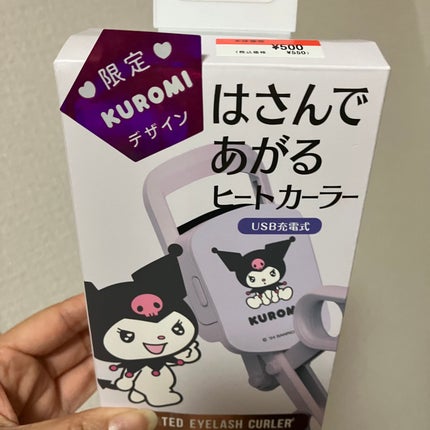 ¥500
¥550)
限定
KUROMI
デザイン
はさんで
あがる
ヒートカーラー
USB充電式
KUROMI
TED EYELASH CURLER